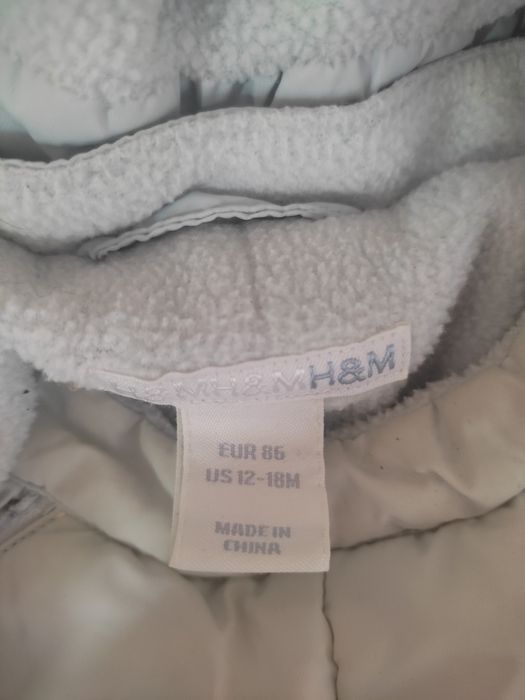 H&M H&M H&M
EUR 86
US 12-18M
MADE IN
CHINA